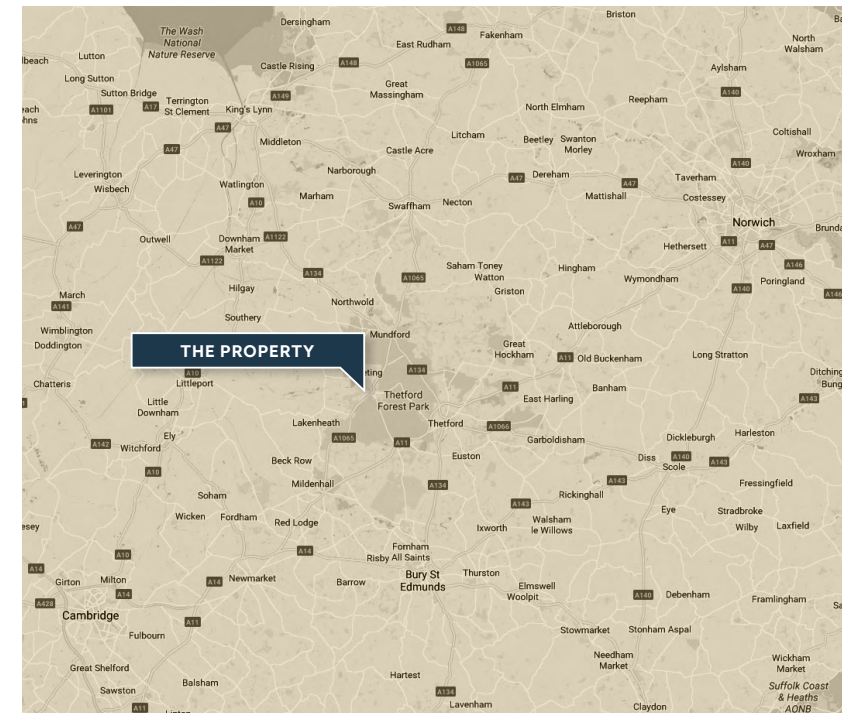 The Wash
National
Nature Reserve
Dersingham
Briston
A148
Fakenham
East Rudham
North
Walsham
Lutton
Castle Rising
A148
A1065
Aylsham
Long Sutton
Great
Massingham
Sutton Bridge
A149
A140
Terrington
St Clement
King's Lynn
A1101
A17
North Elmham
Reepham
A47
Middleton
Litcham
Beetley
Swanton
Morley
Coltishall
A47
Castle Acre
Wroxham
A140
Leverington
Wisbech
Narborough
A47
Dereham
A47
Taverham
Watlington
A10
Marham
Swaffham
Necton
Mattishall
Costessey
A47
Norwich
Outwell
Downham
Market
A1122
Hethersett
A11
A47
A1122
A134
A1065
Saham Toney
Watton
Hingham
Wymondham
A146
Poringland
A140
Hilgay
Griston
March
A141
Northwold
Southery
Wimblington
Doddington
Mundford
Attleborough
THE PROPERTY
Great
Hockham
A11
Old Buckenham
Long Stratton
A10
A134
Chatteris
Littleport
A11
Banham
Thetford
Forest Park
East Harling
A143
Little
Downham
Lakenheath
Thetford
A1066
A1065
A11
Garboldisham
Dickleburgh
Harleston
Ely
A142
Witchford
Euston
Diss
A140
Scole
A143
Beck Row
A10
Mildenhall
A134
A143
Fressingfield
Soham
Rickinghall
A143
Eye
Stradbroke
Wicken
Fordham
Red Lodge
Ixworth
Walsham
le Willows
Wilby
Laxfield
A10
A14
Fornham
All Saints
Risby
A14
Girton
Milton
A14
Newmarket
Barrow
Bury St
Edmunds
Thurston
Elmswell
Woolpit
A14
A140
Debenham
Framlingham
A428
Cambridge
A11
Fulbourn
Stowmarket
Stonham Aspal
Great Shelford
Needham
Market
Wickham
Market
Sawston
Balsham
Hartest
A134
Lavenham
Claydon
Suffolk Coast
& Heaths
AONB
A11